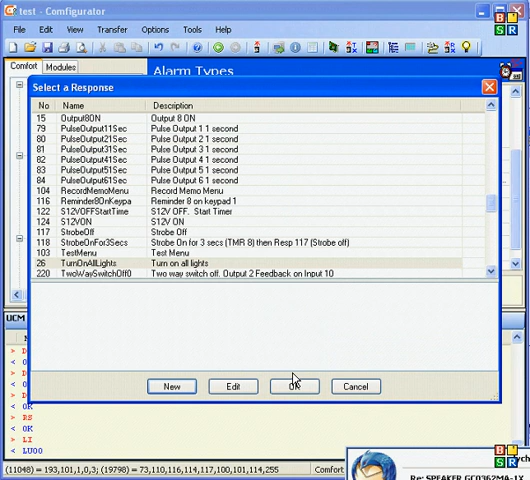 test - Comfigurator
File Edit View Transfer Options Tools Help
Comfort Modules
Alarm Types
Select a Response
No Name Description
15 Output8ON Output 8 ON
79 PulseOutput11Sec Pulse Output 1 1 second
80 PulseOutput21Sec Pulse Output 2 1 second
81 PulseOutput31Sec Pulse Output 3 1 second
82 PulseOutput41Sec Pulse Output 4 1 second
83 PulseOutput51Sec Pulse Output 5 1 second
84 PulseOutput61Sec Pulse Output 6 1 second
104 RecordMemoMenu Record Memo Menu
116 Reminder8OnKeypa Reminder 8 on keypad 1
122 S12VOFFStartTime S12V OFF. Start Timer
124 S12VON S12V ON
117 StrobeOff Strobe Off
118 StrobeOnFor3Secs Strobe On for 3 secs (TMR 8) then Resp 117 (Strobe off)
103 TestMenu Test Menu
26 TurnOnAllLights Turn on all lights
220 TwoWaySwitchOff0 Two way switch off. Output 2 Feedback on Input 10
UCM
New Edit OK Cancel
< OK
> RS
< OK
> LI
< LU00
(11048) = 193,101,1,0,3; (19798) = 73,110,116,114,117,100,101,114,255
Comfort
B
S R
Re: SPEAKER GC0362MA-1X